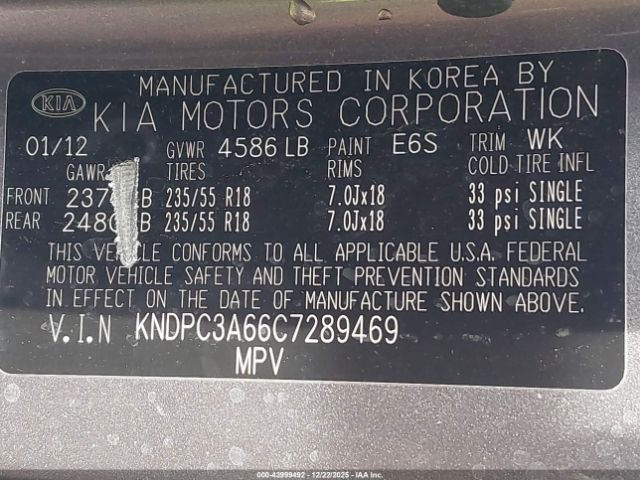 MANUFACTURED IN KOREA BY
KIA KIA MOTORS CORPORATION
01/12 GVWR 4586 LB PAINT E6S TRIM WK
GAWR TIRES RIMS COLD TIRE INFL
FRONT 235/55 R18 7.0Jx18 33 psi SINGLE
REAR 235/55 R18 7.0Jx18 33 psi SINGLE
THIS VEHICLE CONFORMS TO ALL APPLICABLE U.S.A. FEDERAL
MOTOR VEHICLE SAFETY AND THEFT PREVENTION STANDARDS
IN EFFECT ON THE DATE OF MANUFACTURE SHOWN ABOVE.
V.I.N KNDPC3A66C7289469
MPV
000-43999492 - 12/22/2025 - IAAHC